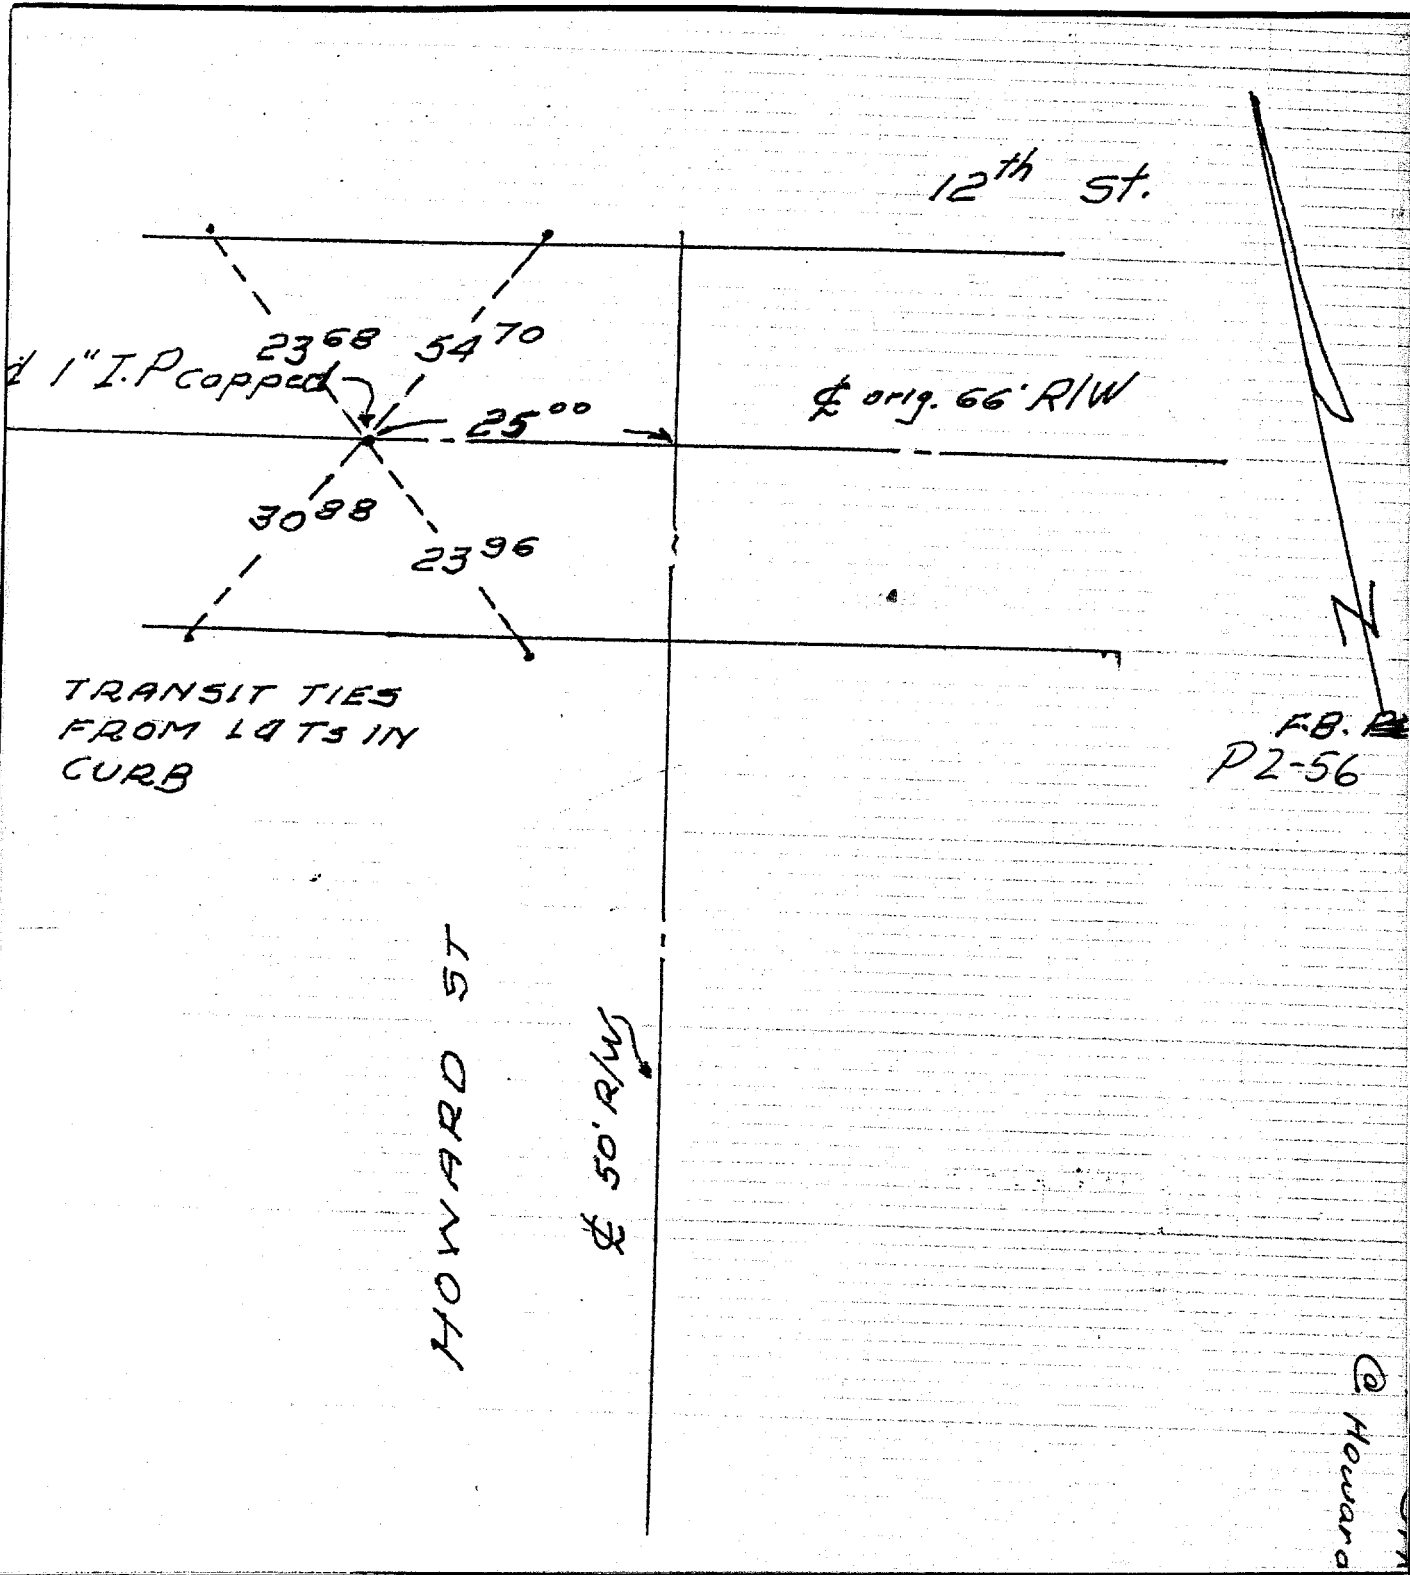 12th St.
23 68
54 70
1" I.P capped
25 00
℄ orig. 66' R/W
30 88
23 96
TRANSIT TIES
FROM L&Ts IN
CURB
N
F.B.
P2-56
HOWARD ST
℄ 50' R/W
@ Howard